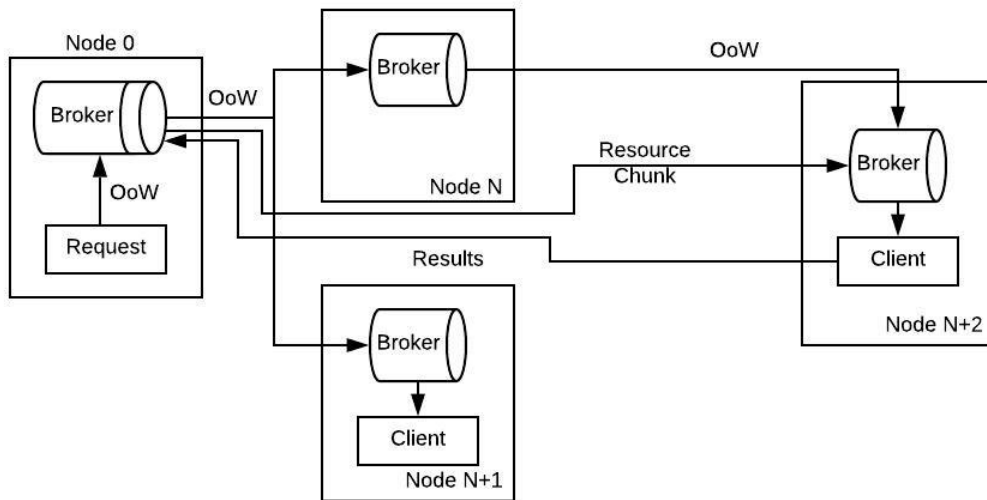 Node 0
Broker
OoW
OoW
Request
Broker
Node N
OoW
Resource
Chunk
Results
Broker
Client
Node N+1
Broker
Client
Node N+2